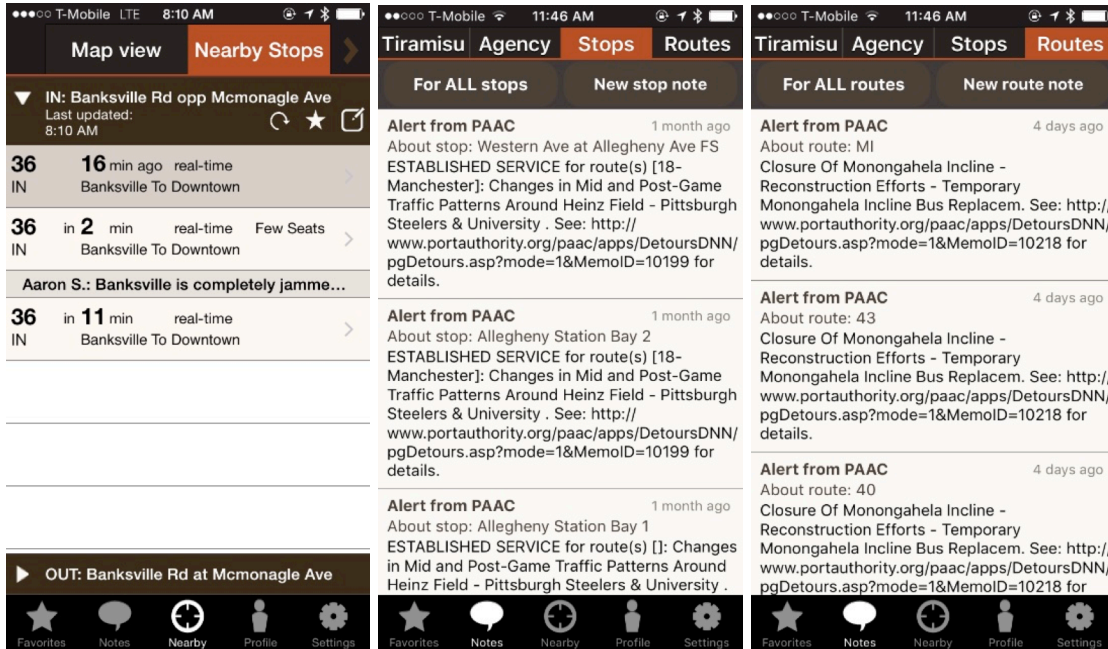 T-Mobile LTE 8:10 AM
Map view Nearby Stops
IN: Banksville Rd opp Mcmonagle Ave
Last updated:
8:10 AM
36 16 min ago real-time
IN Banksville To Downtown
36 in 2 min real-time Few Seats
IN Banksville To Downtown
Aaron S.: Banksville is completely jamme...
36 in 11 min real-time
IN Banksville To Downtown
OUT: Banksville Rd at Mcmonagle Ave
Favorites Notes Nearby Profile Settings
T-Mobile 11:46 AM
Tiramisu Agency Stops Routes
For ALL stops New stop note
Alert from PAAC 1 month ago
About stop: Western Ave at Allegheny Ave FS
ESTABLISHED SERVICE for route(s) [18-
Manchester]: Changes in Mid and Post-Game
Traffic Patterns Around Heinz Field - Pittsburgh
Steelers & University . See: http://
www.portauthority.org/paac/apps/DetoursDNN/
pgDetours.asp?mode=1&MemoID=10199 for
details.
Alert from PAAC 1 month ago
About stop: Allegheny Station Bay 2
ESTABLISHED SERVICE for route(s) [18-
Manchester]: Changes in Mid and Post-Game
Traffic Patterns Around Heinz Field - Pittsburgh
Steelers & University . See: http://
www.portauthority.org/paac/apps/DetoursDNN/
pgDetours.asp?mode=1&MemoID=10199 for
details.
Alert from PAAC 1 month ago
About stop: Allegheny Station Bay 1
ESTABLISHED SERVICE for route(s) []: Changes
in Mid and Post-Game Traffic Patterns Around
Heinz Field - Pittsburgh Steelers & University .
Favorites Notes Nearby Profile Settings
T-Mobile 11:46 AM
Tiramisu Agency Stops Routes
For ALL routes New route note
Alert from PAAC 4 days ago
About route: MI
Closure Of Monongahela Incline -
Reconstruction Efforts - Temporary
Monongahela Incline Bus Replacem. See: http:/
www.portauthority.org/paac/apps/DetoursDNN/
pgDetours.asp?mode=1&MemoID=10218 for
details.
Alert from PAAC 4 days ago
About route: 43
Closure Of Monongahela Incline -
Reconstruction Efforts - Temporary
Monongahela Incline Bus Replacem. See: http:/
www.portauthority.org/paac/apps/DetoursDNN/
pgDetours.asp?mode=1&MemoID=10218 for
details.
Alert from PAAC 4 days ago
About route: 40
Closure Of Monongahela Incline -
Reconstruction Efforts - Temporary
Monongahela Incline Bus Replacem. See: http:/
www.portauthority.org/paac/apps/DetoursDNN/
pgDetours.asp?mode=1&MemoID=10218 for
Favorites Notes Nearby Profile Settings